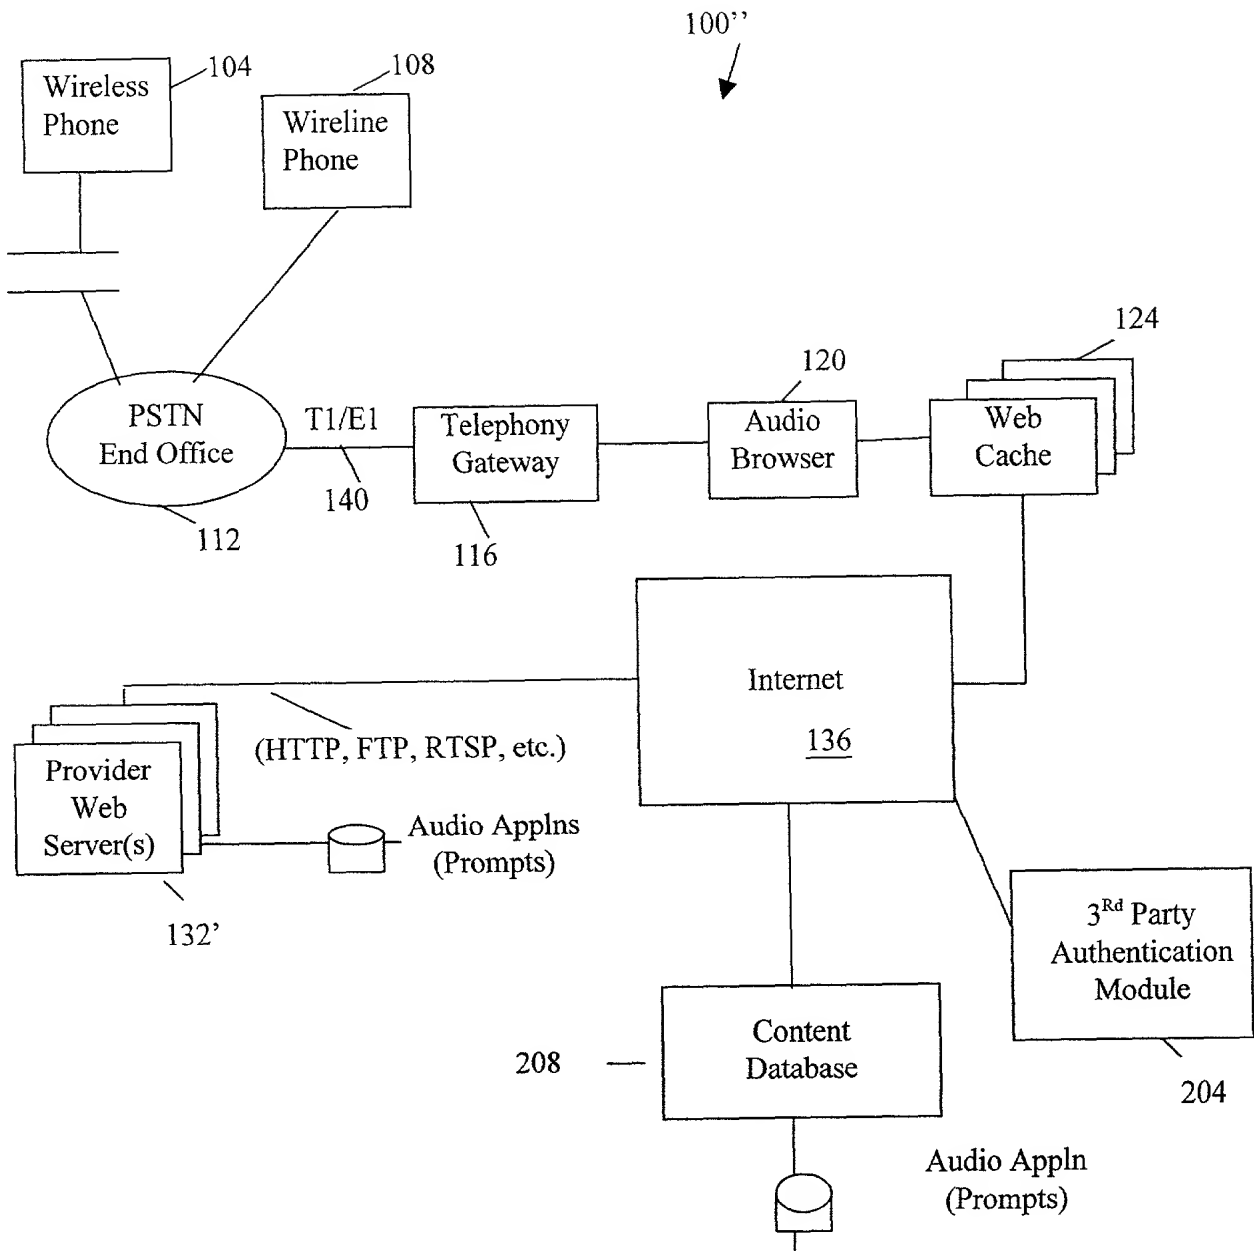 100’’
Wireless
Phone
104
Wireline
Phone
108
PSTN
End Office
112
T1/E1
140
Telephony
Gateway
116
Audio
Browser
120
Web
Cache
124
Internet
136
(HTTP, FTP, RTSP, etc.)
Provider
Web
Server(s)
132’
Audio Applns
(Prompts)
3Rd Party
Authentication
Module
204
Content
Database
208
Audio Appln
(Prompts)